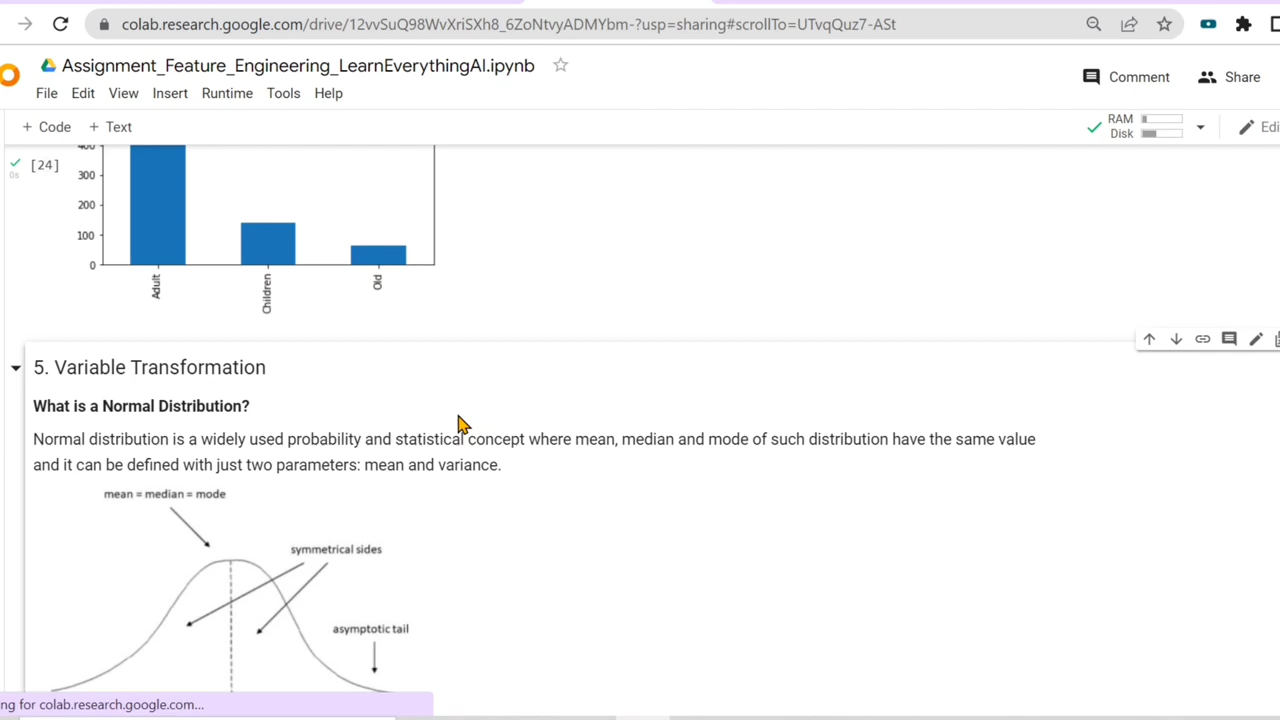 colab.research.google.com/drive/12vvSuQ98WvXriSXh8_6ZoNtvyADMYbm-?usp=sharing#scrollTo=UTvqQuz7-ASt
Assignment_Feature_Engineering_LearnEverythingAI.ipynb
Comment
Share
File Edit View Insert Runtime Tools Help
+ Code + Text
RAM
Disk
Edi
[24]
0s
400
300
200
100
0
Adult
Children
Old
5. Variable Transformation
What is a Normal Distribution?
Normal distribution is a widely used probability and statistical concept where mean, median and mode of such distribution have the same value
and it can be defined with just two parameters: mean and variance.
mean = median = mode
symmetrical sides
asymptotic tail
ng for colab.research.google.com...